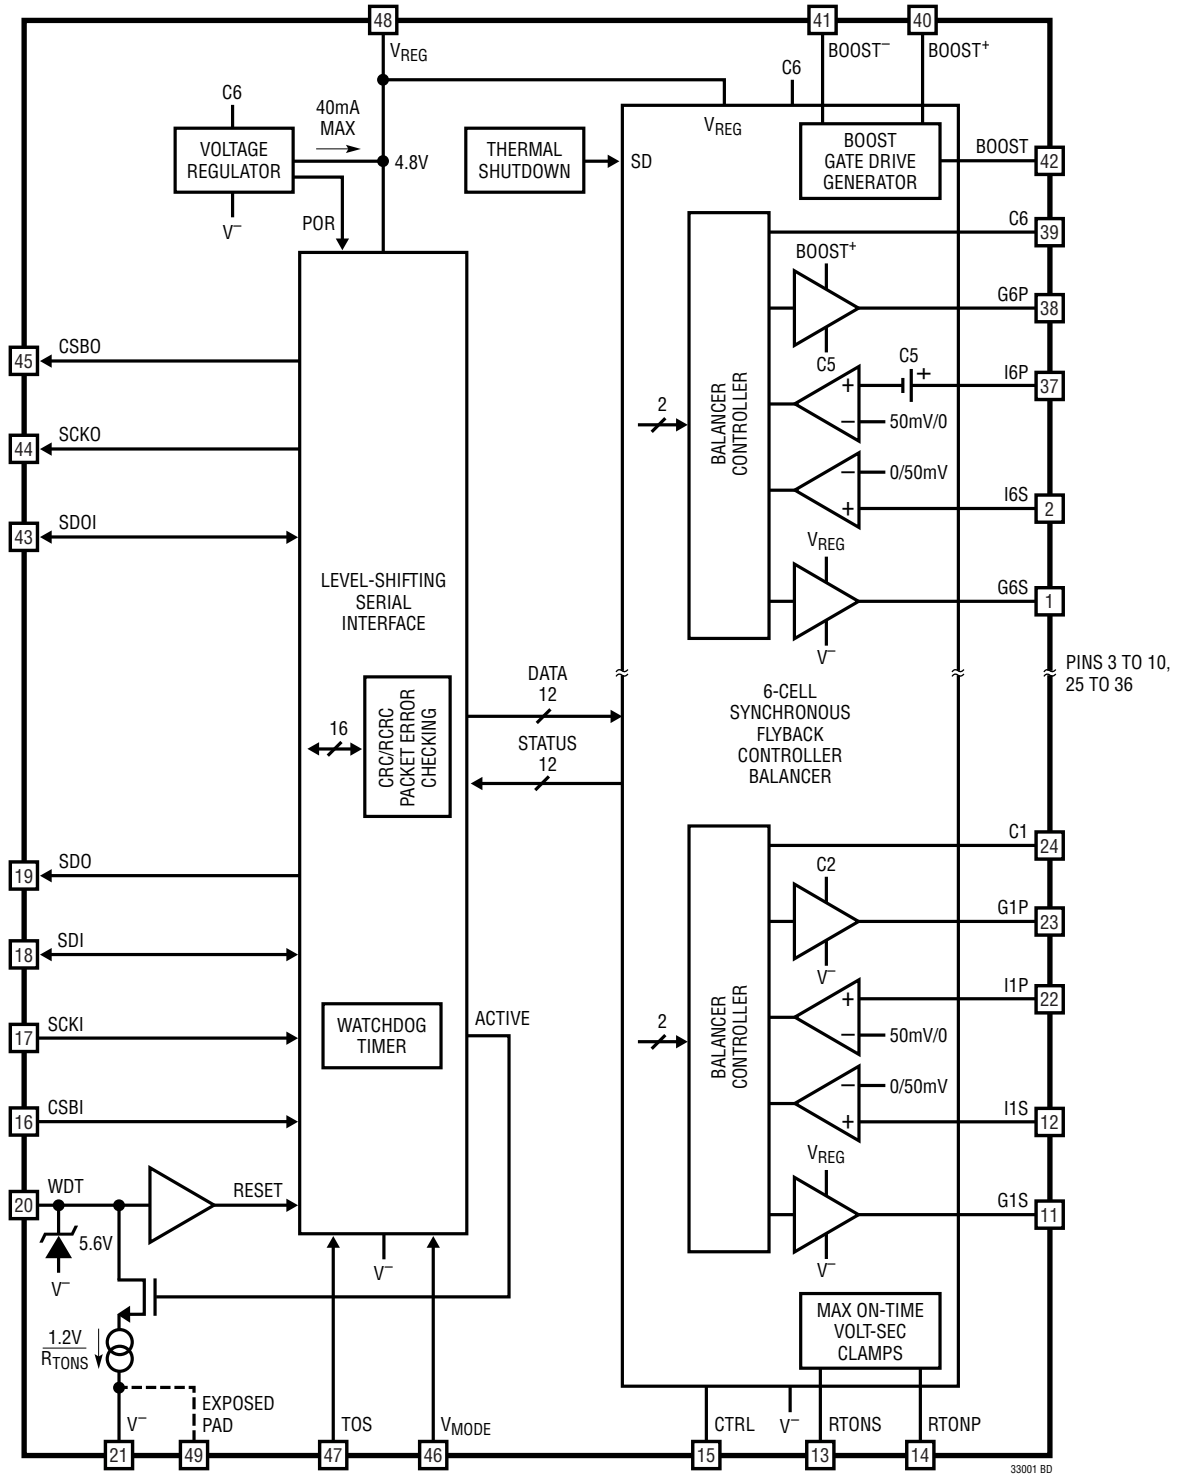 48
41
40
VREG
BOOST–
BOOST+
C6
C6
40mA
MAX
VREG
VOLTAGE
REGULATOR
4.8V
THERMAL
SHUTDOWN
SD
BOOST
GATE DRIVE
GENERATOR
BOOST
42
V–
POR
C6
39
BOOST+
G6P
38
C5
CSBO
45
C5
+
I6P
37
+
–
50mV/0
2
BALANCER
CONTROLLER
SCKO
44
–
0/50mV
+
I6S
2
SDOI
43
VREG
G6S
1
V–
LEVEL-SHIFTING
SERIAL
INTERFACE
PINS 3 TO 10,
25 TO 36
DATA
12
6-CELL
SYNCHRONOUS
FLYBACK
CONTROLLER
BALANCER
16
CRC/RCRC
PACKET ERROR
CHECKING
STATUS
12
C1
24
SDO
19
C2
G1P
23
V–
SDI
18
I1P
22
+
–
50mV/0
2
BALANCER
CONTROLLER
SCKI
17
WATCHDOG
TIMER
ACTIVE
–
0/50mV
+
I1S
12
CSBI
16
VREG
G1S
11
V–
WDT
20
RESET
5.6V
V–
V–
MAX ON-TIME
VOLT-SEC
CLAMPS
1.2V
RTONS
EXPOSED
PAD
V–
TOS
VMODE
CTRL
V–
RTONS
RTONP
21
49
47
46
15
13
14
33001 BD